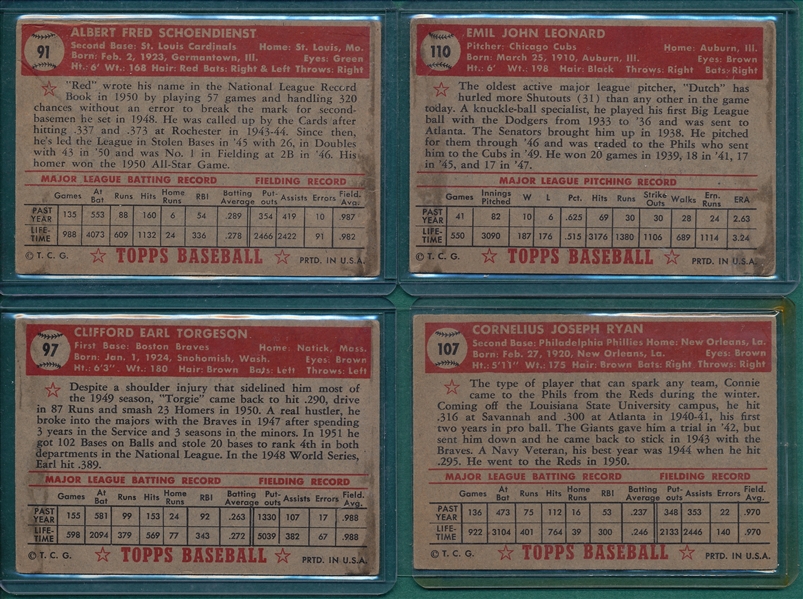 91
ALBERT FRED SCHOENDIENST
Second Base: St. Louis Cardinals Home: St. Louis, Mo.
Born: Feb. 2, 1923, Germantown, Ill. Eyes: Green
Ht.: 6' Wt.: 168 Hair: Red Bats: Right & Left Throws: Right
"Red" wrote his name in the National League Record
Book in 1950 by playing 57 games and handling 320
chances without an error to break the mark for second-
basemen he set in 1948. He was called up by the Cards after
hitting .337 and .373 at Rochester in 1943-44. Since then,
he's led the League in Stolen Bases in '45 with 26, in Doubles
with 43 in '50 and was No. 1 in Fielding at 2B in '46. His
homer won the 1950 All-Star Game.
MAJOR LEAGUE BATTING RECORD FIELDING RECORD
Games At Bat Runs Hits Home Runs RBI Batting Average Put-outs Assists Errors Field. Avg.
PAST YEAR 135 553 88 160 6 54 .289 354 419 10 .987
LIFE-TIME 988 4073 609 1132 24 336 .278 2466 2422 91 .982
© T. C. G. TOPPS BASEBALL PRTD. IN U.S.A.
110
EMIL JOHN LEONARD
Pitcher: Chicago Cubs Home: Auburn, Ill.
Born: March 25, 1910, Auburn, Ill. Eyes: Brown
Ht.: 6' Wt.: 198 Hair: Black Throws: Right
The oldest active major league pitcher, "Dutch" has
hurled more Shutouts (31) than any other in the game
today. A knuckle-ball specialist, he played his first Big League
ball with the Dodgers from 1933 to '36 and was sent to
Atlanta. The Senators brought him up in 1938. He pitched
for them through '46 and was traded to the Phils who sent
him to the Cubs in '49. He won 20 games in 1939, 18 in '41, 17
in '45, and 17 in '47.
MAJOR LEAGUE PITCHING RECORD
Games Innings Pitched W L Pct. Hits Runs Strike Outs Walks Ern. Runs ERA
PAST YEAR 41 82 10 6 .625 69 30 30 28 24 2.63
LIFE-TIME 550 3090 187 176 .515 3176 1380 1106 689 1114 3.24
© T. C. G. TOPPS BASEBALL PRTD. IN U.S.A.
97
CLIFFORD EARL TORGESON
First Base: Boston Braves Home: Natick, Mass.
Born: Jan. 1, 1924, Snohomish, Wash. Eyes: Brown
Ht.: 6'3" Wt.: 180 Hair: Brown Bats: Left Throws: Left
Despite a shoulder injury that sidelined him most of
the 1949 season, "Torgie" came back to hit .290, drive
in 87 Runs and smash 23 Homers in 1950. A real hustler, he
broke into the majors with the Braves in 1947 after spending
3 years in the Service and 3 seasons in the minors. In 1951 he
got 102 Bases on Balls and stole 20 bases to rank 4th in both
departments in the National League. In the 1948 World Series,
Earl hit .389.
MAJOR LEAGUE BATTING RECORD FIELDING RECORD
Games At Bat Runs Hits Home Runs RBI Batting Average Put-outs Assists Errors Field. Avg.
PAST YEAR 155 581 99 153 24 92 .263 1330 107 17 .988
LIFE-TIME 598 2094 379 569 77 343 .272 5039 382 67 .988
© T. C. G. TOPPS BASEBALL PRTD. IN U.S.A.
107
CORNELIUS JOSEPH RYAN
Second Base: Philadelphia Phillies Home: New Orleans, La.
Born: Feb. 27, 1920, New Orleans, La. Eyes: Brown
Ht.: 5'11" Wt.: 175 Hair: Brown Bats: Right Throws: Right
The type of player that can spark any team, Connie
came to the Phils from the Reds during the winter.
Coming off the Louisiana State University campus, he hit
.316 at Savannah and .300 at Atlanta in 1940-41, his first
two years in pro ball. The Giants gave him a trial in '42, but
sent him down and he came back to stick in 1943 with the
Braves. A Navy Veteran, his best year was 1944 when he hit
.295. He went to the Reds in 1950.
MAJOR LEAGUE BATTING RECORD FIELDING RECORD
Games At Bat Runs Hits Home Runs RBI Batting Average Put-outs Assists Errors Field. Avg.
PAST YEAR 136 473 75 112 16 53 .237 348 353 22 .970
LIFE-TIME 922 3104 401 764 39 300 .246 2133 2446 140 .970
© T. C. G. TOPPS BASEBALL PRTD. IN U.S.A.